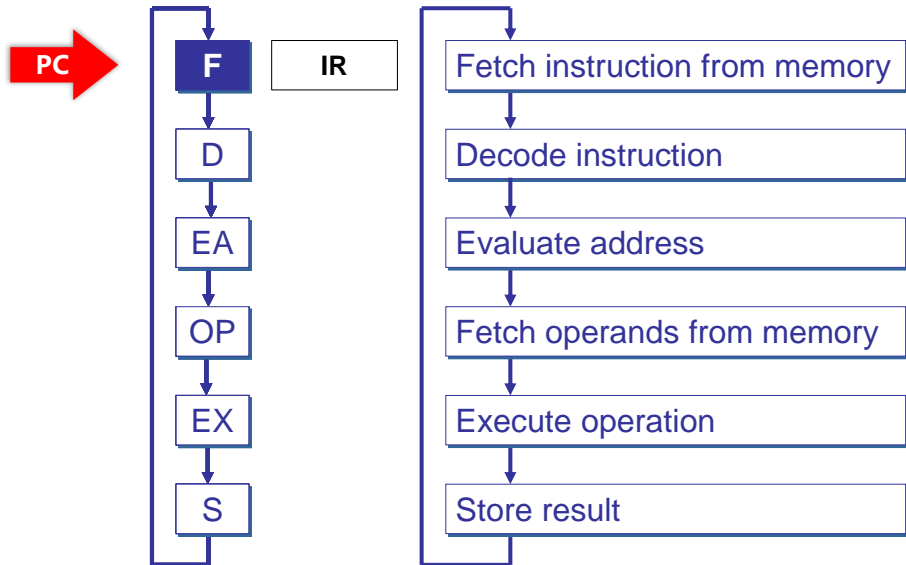 PC
F
IR
Fetch instruction from memory
D
Decode instruction
EA
Evaluate address
OP
Fetch operands from memory
EX
Execute operation
S
Store result